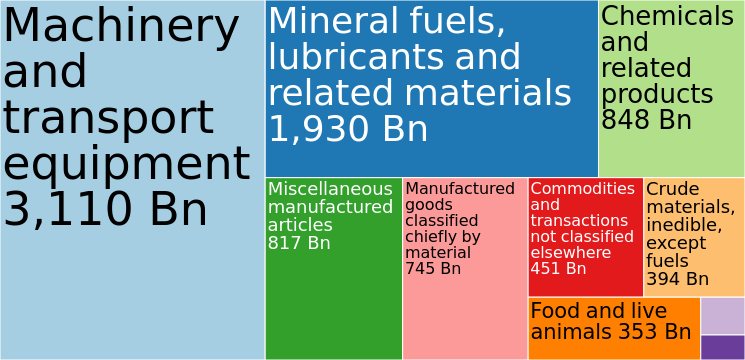 Machinery
and
transport
equipment
3,110 Bn
Mineral fuels,
lubricants and
related materials
1,930 Bn
Chemicals
and
related
products
848 Bn
Miscellaneous
manufactured
articles
817 Bn
Manufactured
goods
classified
chiefly by
material
745 Bn
Commodities
and
transactions
not classified
elsewhere
451 Bn
Crude
materials,
inedible,
except
fuels
394 Bn
Food and live
animals 353 Bn